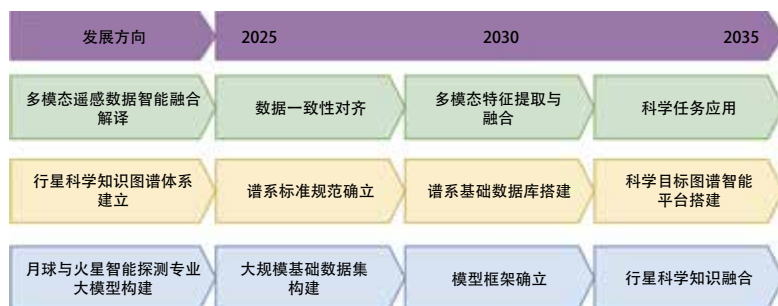 发展方向 2025 2030 2035
多模态遥感数据智能融合
解译
数据一致性对齐
多模态特征提取与
融合
科学任务应用
行星科学知识图谱体系
建立
谱系标准规范确立
谱系基础数据库搭建
科学目标图谱智能
平台搭建
月球与火星智能探测专业
大模型构建
大规模基础数据集
构建
模型框架确立
行星科学知识融合